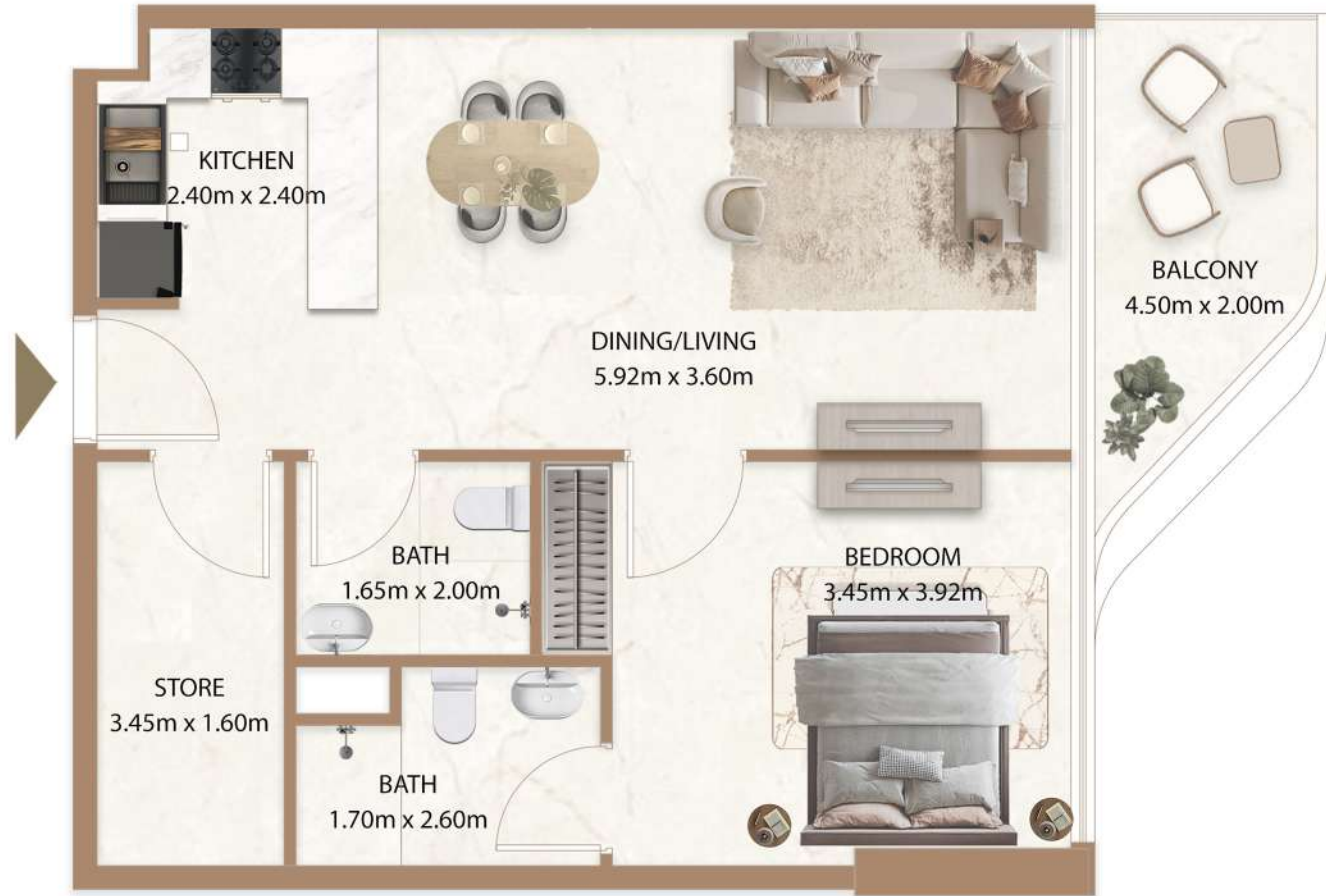 KITCHEN
2.40m x 2.40m
BALCONY
4.50m x 2.00m
DINING/LIVING
5.92m x 3.60m
BATH
1.65m x 2.00m
BEDROOM
3.45m x 3.92m
STORE
3.45m x 1.60m
BATH
1.70m x 2.60m